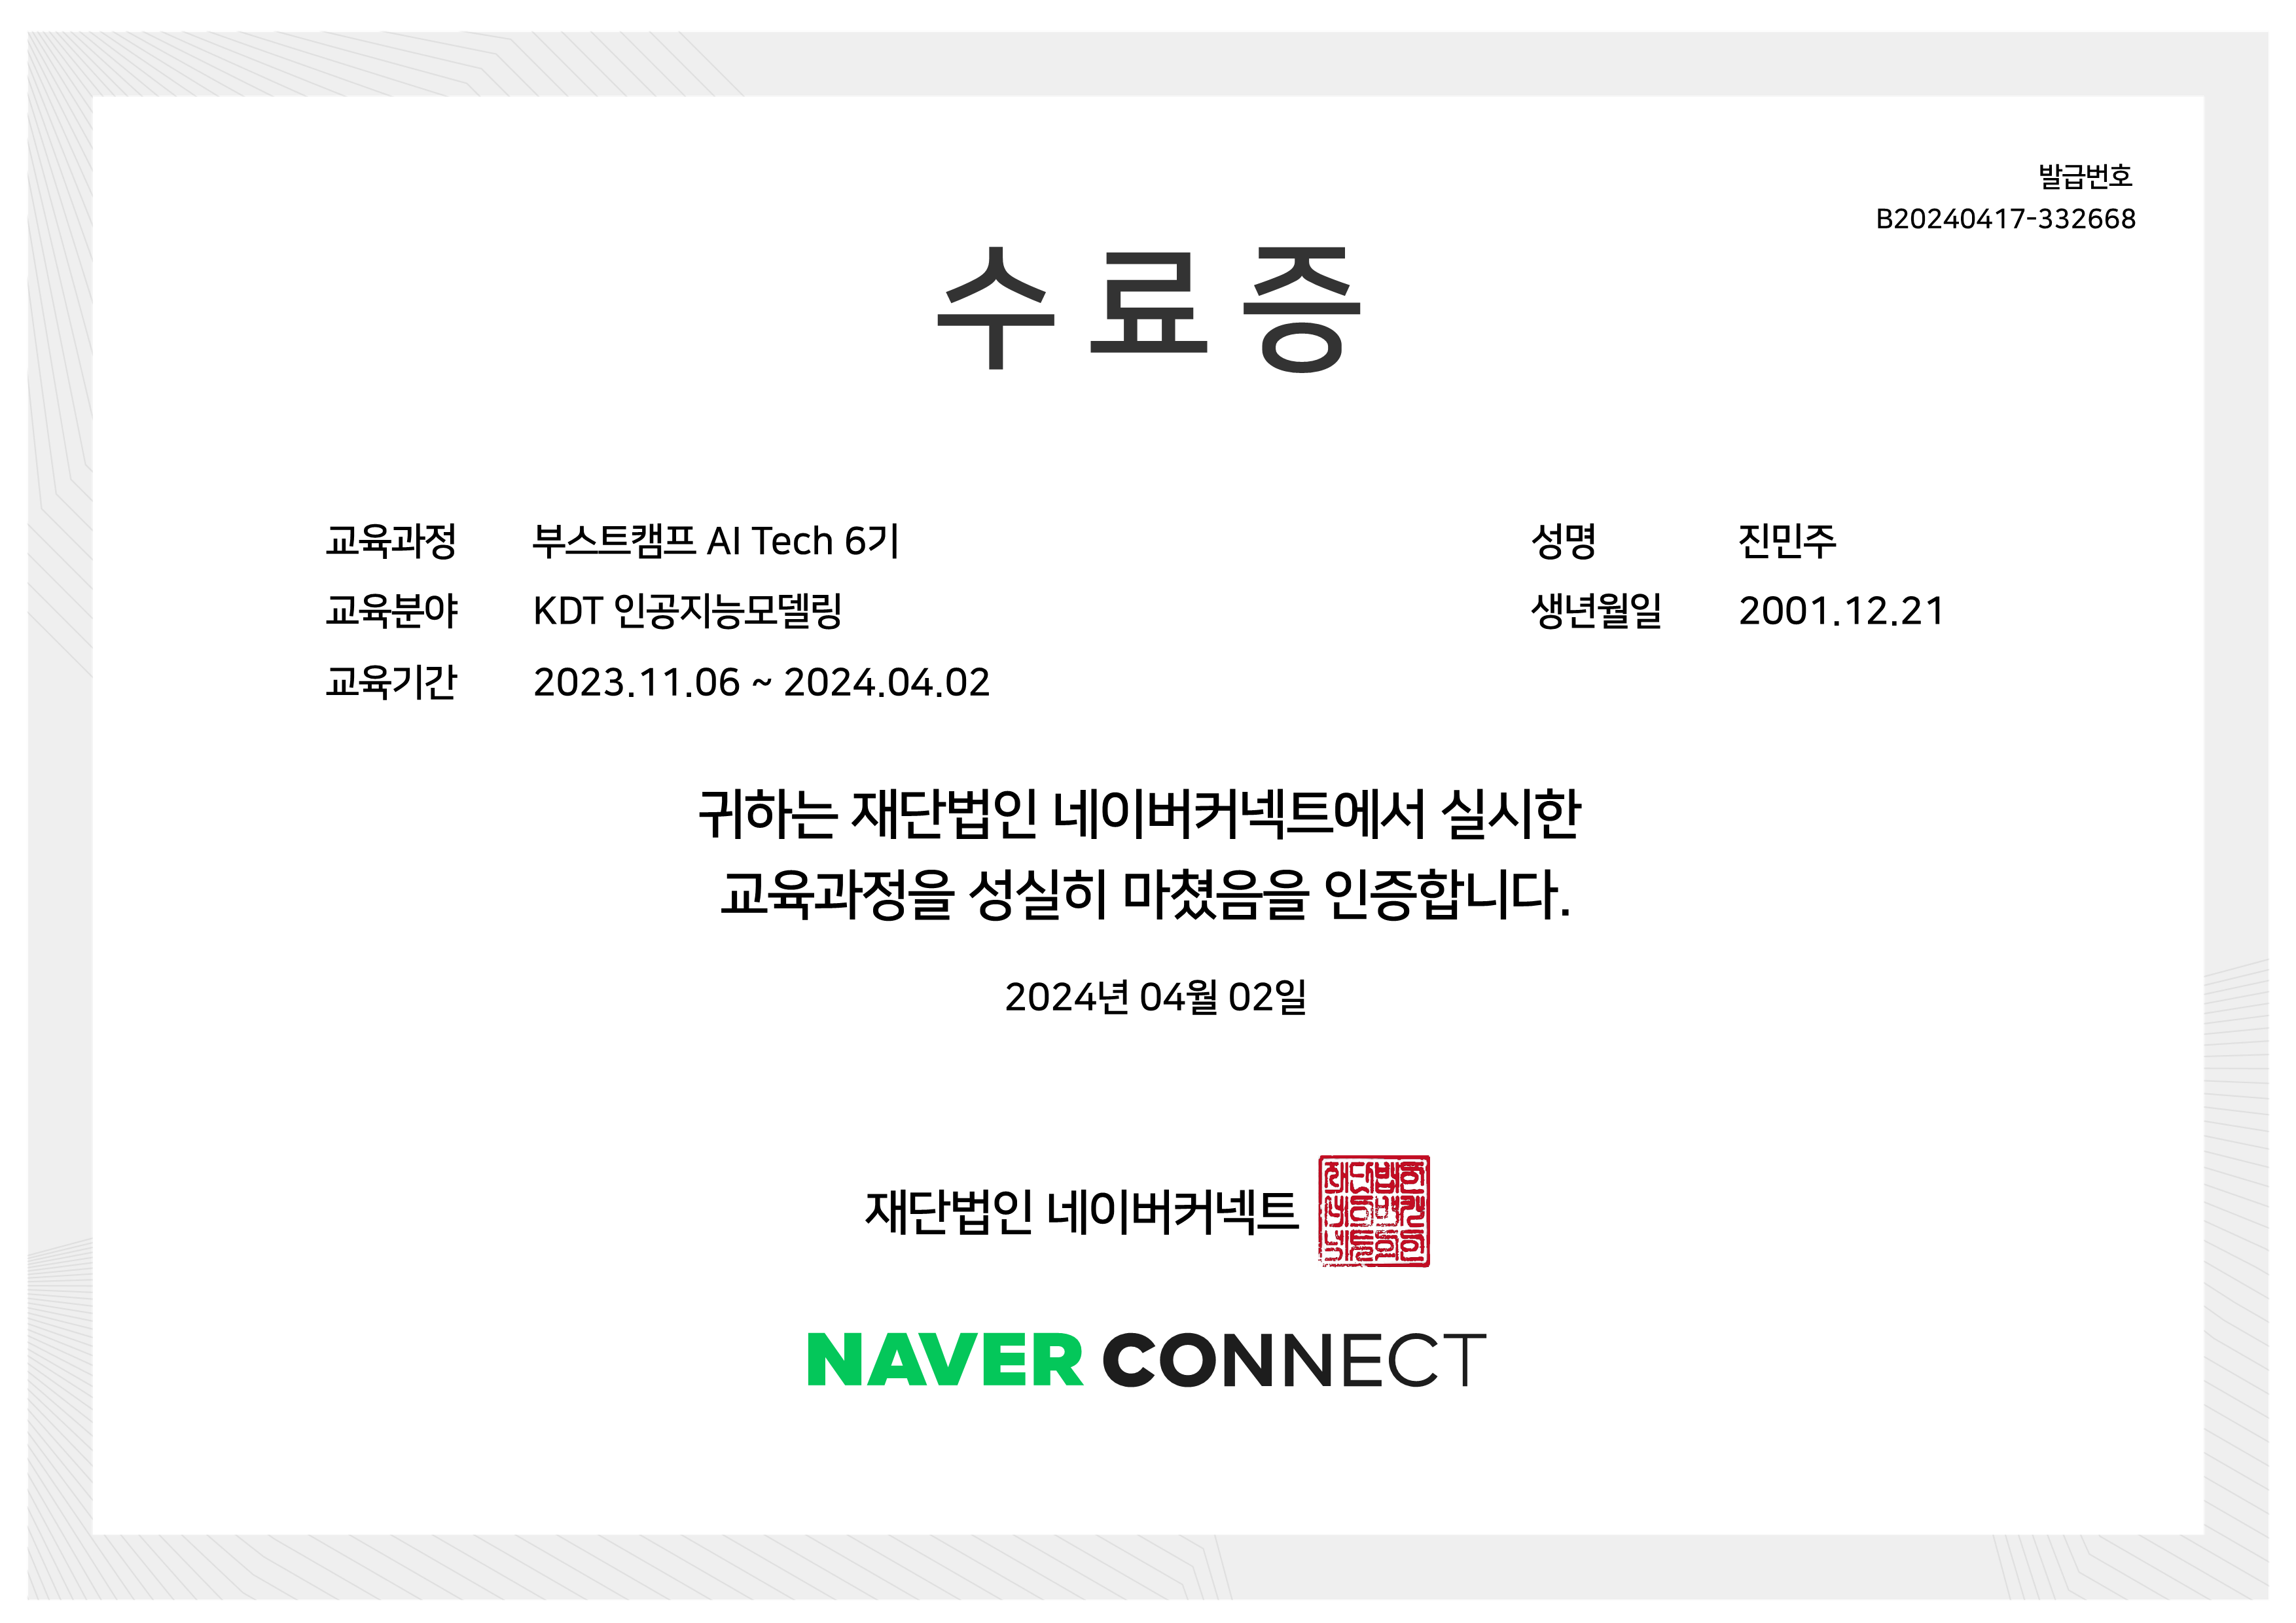 발급번호
B20240417-332668
수료증
교육과정 부스트캠프 AI Tech 6기
성명 진민주
교육분야 KDT 인공지능모델링
생년월일 2001.12.21
교육기간 2023.11.06 ~ 2024.04.02
귀하는 재단법인 네이버커넥트에서 실시한
교육과정을 성실히 마쳤음을 인증합니다.
2024년 04월 02일
재단법인 네이버커넥트
NAVER CONNECT